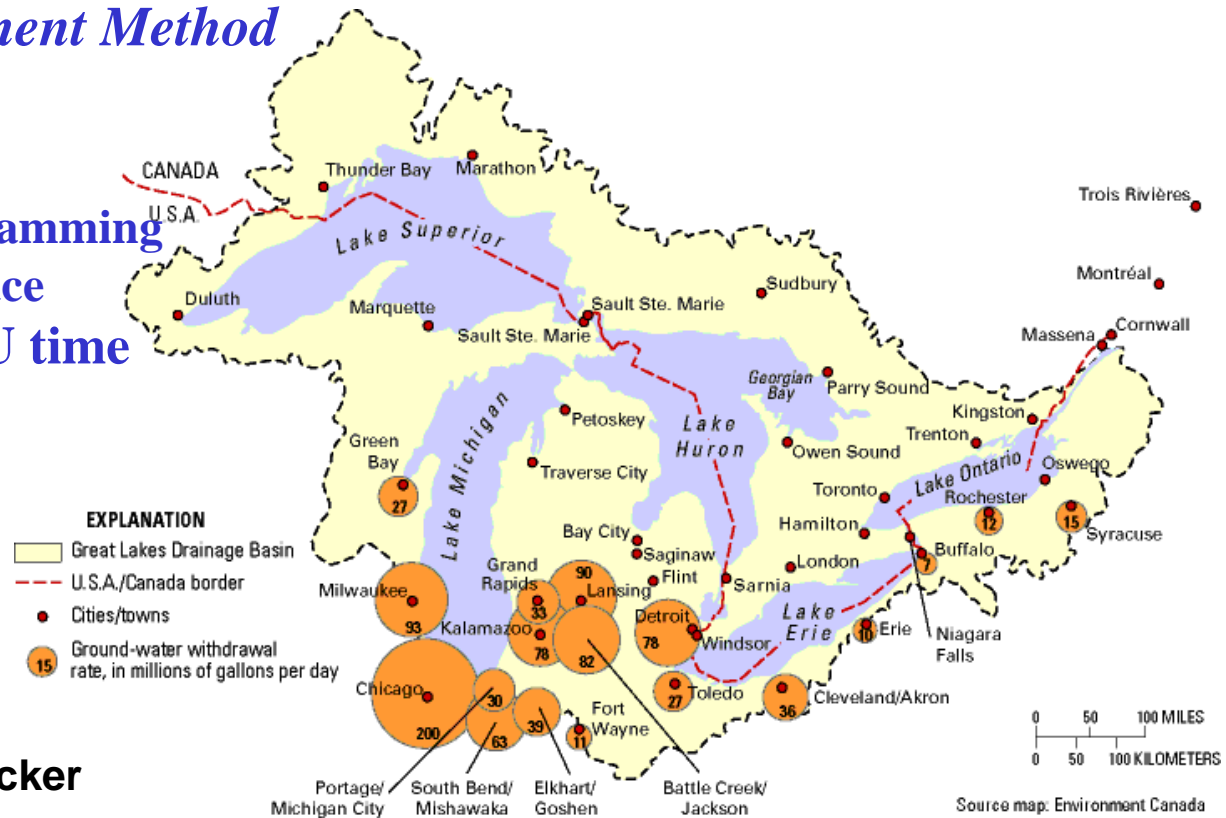 ment Method
amming
ce
U time
cker
CANADA
U.S.A.
Thunder Bay
Marathon
Lake Superior
Duluth
Marquette
Sault Ste. Marie
Sault Ste. Marie
Sudbury
Trois Rivières
Montréal
Cornwall
Massena
Georgian
Bay
Parry Sound
Kingston
Trenton
Petoskey
Lake
Huron
Lake Michigan
Green
Bay
27
Traverse City
Owen Sound
Lake Ontario
Oswego
Toronto
Rochester
12
15
Syracuse
Hamilton
Bay City
Saginaw
Flint
London
Buffalo
7
Sarnia
EXPLANATION
Great Lakes Drainage Basin
U.S.A./Canada border
Cities/towns
15
Ground-water withdrawal
rate, in millions of gallons per day
Milwaukee
93
Grand
Rapids
33
90
Lansing
Kalamazoo
78
82
Detroit
78
Windsor
Lake
Erie
10
Erie
Niagara
Falls
Chicago
200
30
63
39
Fort
Wayne
11
27
Toledo
36
Cleveland/Akron
Portage/
Michigan City
South Bend/
Mishawaka
Elkhart/
Goshen
Battle Creek/
Jackson
0 50 100 MILES
0 50 100 KILOMETERS
Source map: Environment Canada